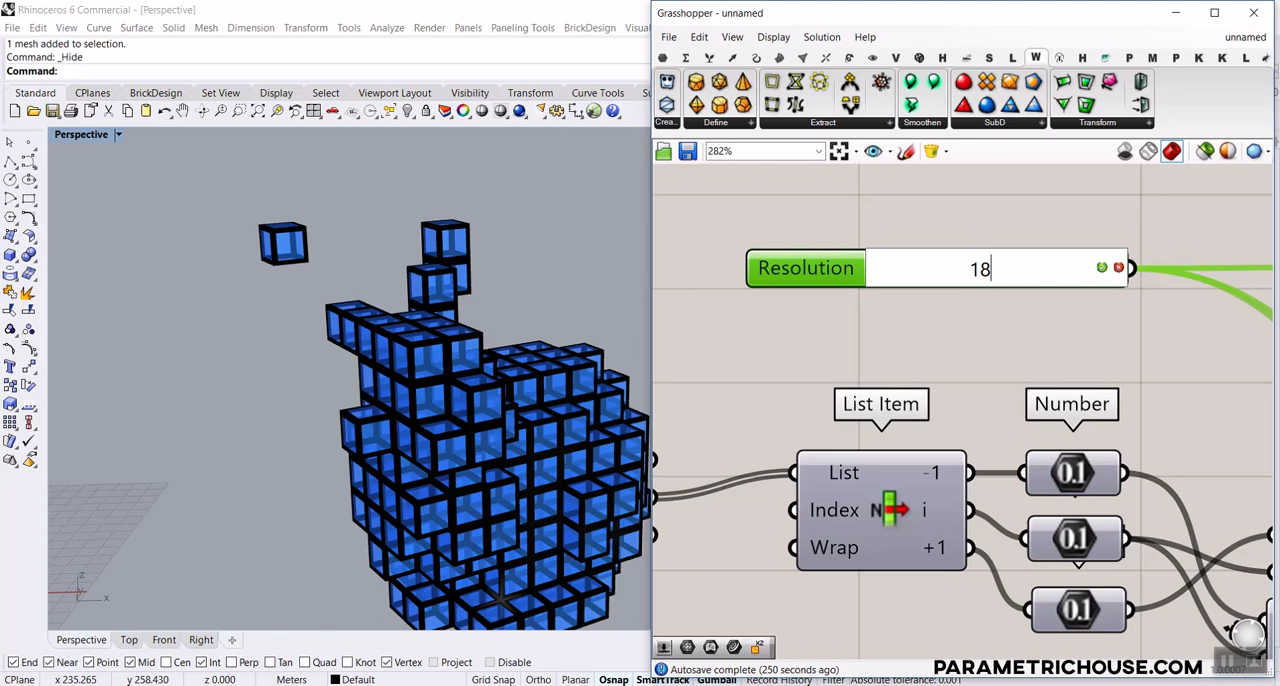 Rhinoceros 6 Commercial - [Perspective]
File Edit View Curve Surface Solid Mesh Dimension Transform Tools Analyze Render Panels Paneling Tools BrickDesign
1 mesh added to selection.
Command: _Hide
Command:
Standard CPlanes BrickDesign Set View Display Select Viewport Layout Visibility Transform Curve Tools
Perspective
Perspective Top Front Right
End Near Point Mid Cen Int Perp Tan Quad Knot Vertex Project Disable
CPlane x 235.265 y 258.430 z 0.000 Meters Default Grid Snap Ortho Planar Osnap SmartTrack Gumball Record History Filter Absolute tolerance: 0.001
Grasshopper - unnamed
File Edit View Display Solution Help unnamed
S L W H P M P K K L
Crea... Define Extract Smoothen SubD Transform
282%
Resolution 18
List Item Number
List -1
Index i
Wrap +1
0.1
0.1
0.1
z
x
Autosave complete (250 seconds ago)
1.0.0007
PARAMETRICHOUSE.COM